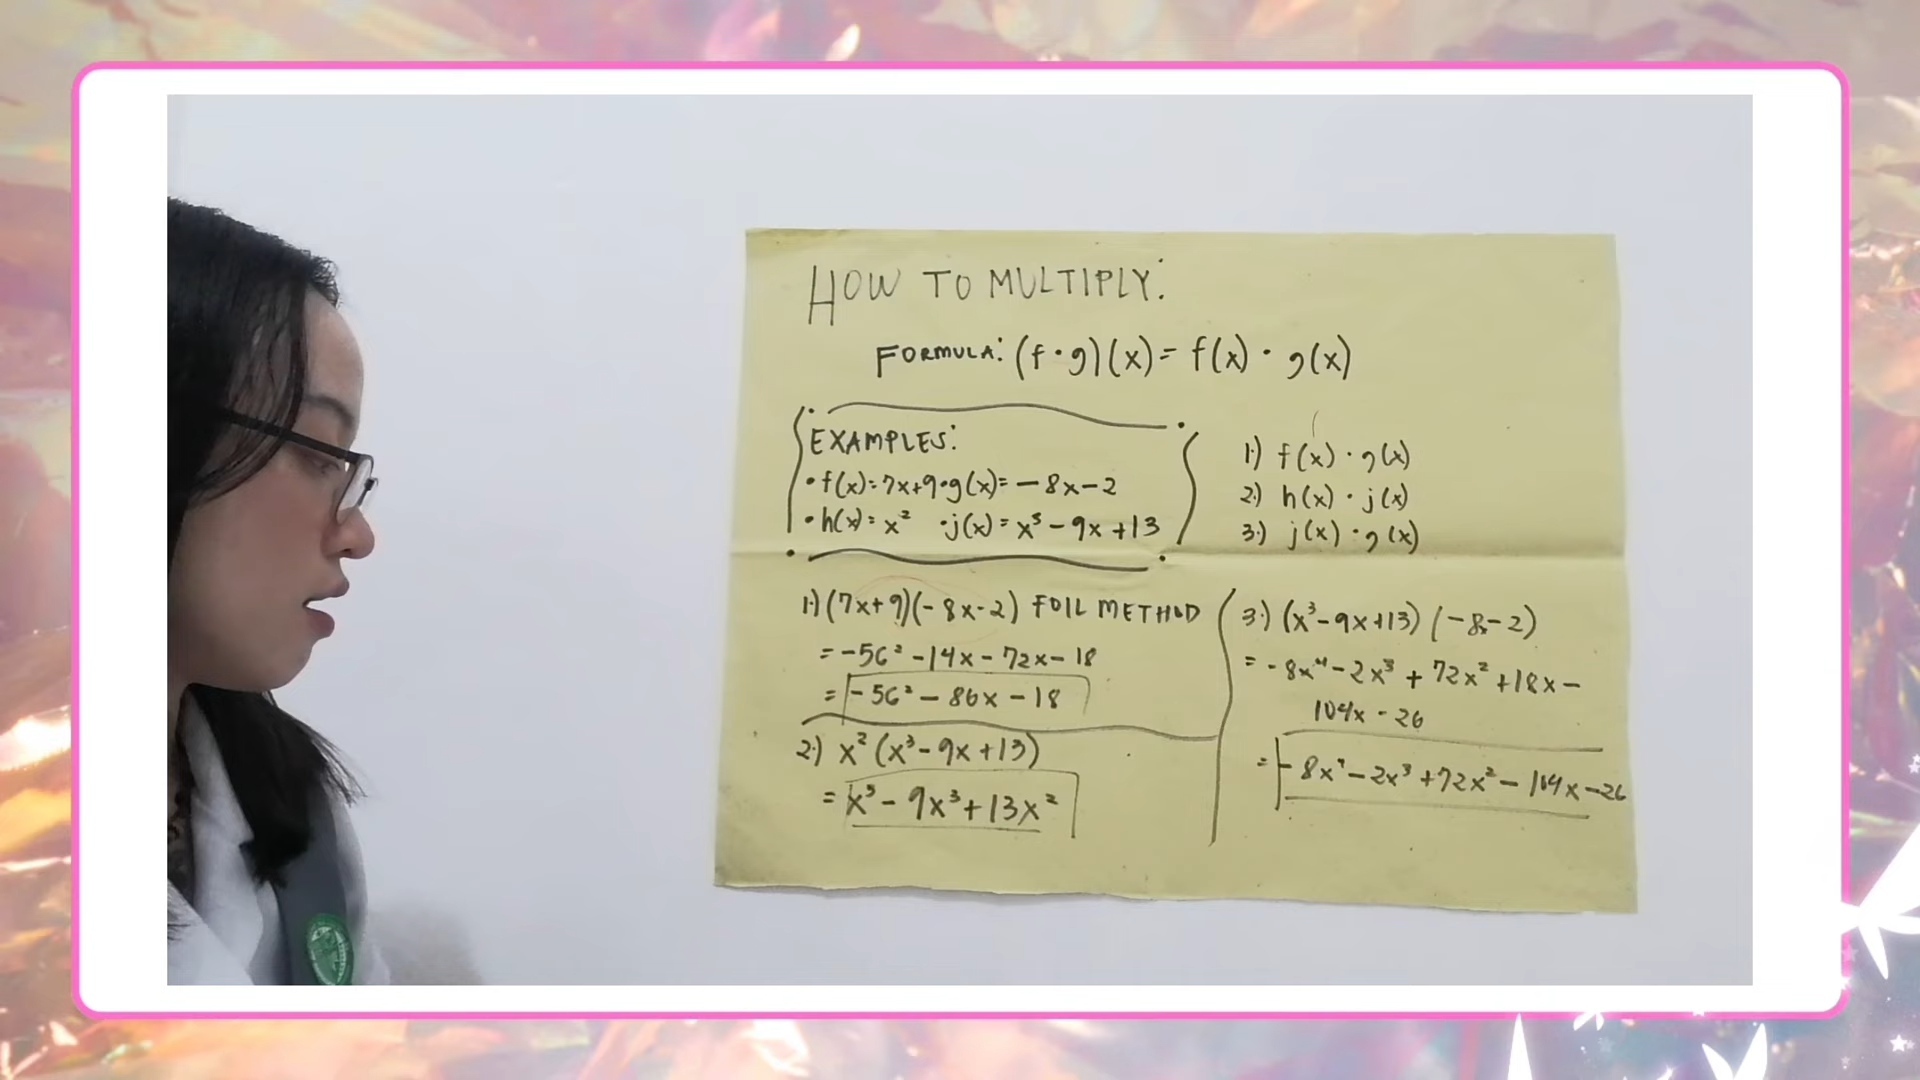 HOW TO MULTIPLY:
FORMULA: (f·g)(x)= f(x) · g(x)
EXAMPLES:
• f(x)=7x+9 • g(x)= -8x-2
• h(x)= x² • j(x)= x³ - 9x +13
1.) f(x) · g(x)
2.) h(x) · j(x)
3.) j(x) · g(x)
1.) (7x+9)(-8x-2) FOIL METHOD
= -56² -14x - 72x - 18
= -56² - 86x - 18
2.) x² (x³ - 9x +13)
= x⁵ - 9x³ + 13x²
3.) (x³-9x+13) (-8x-2)
= -8x⁴ - 2x³ + 72x² +18x -
104x - 26
= -8x⁴ - 2x³ +72x² - 104x - 26